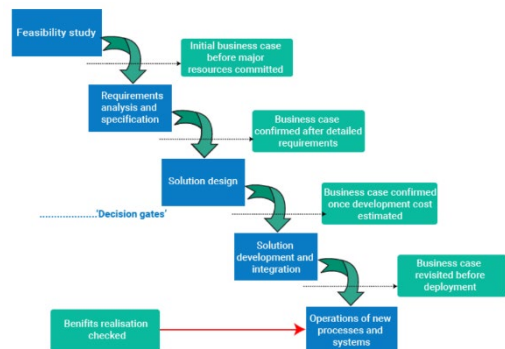 Feasibility study
Initial business case
before major
resources committed
Requirements
analysis and
specification
Business case
confirmed after detailed
requirements
Solution design
Business case confirmed
once development cost
estimated
'Decision gates'
Solution
development and
integration
Business case
revisited before
deployment
Benifits realisation
checked
Operations of new
processes and
systems